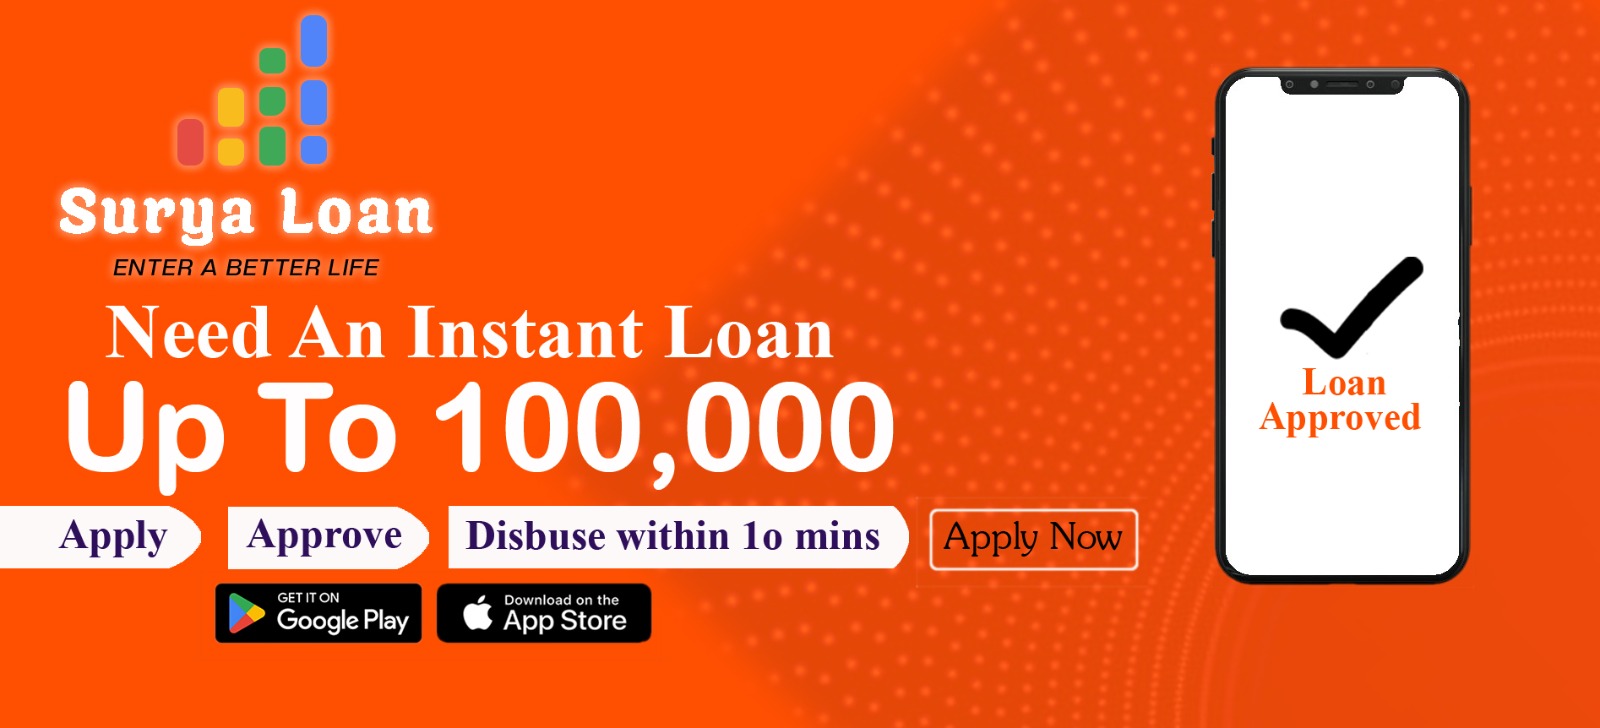 Surya Loan
ENTER A BETTER LIFE
Need An Instant Loan
Up To 100,000
Apply
Approve
Disbuse within 1o mins
Apply Now
GET IT ON
Google Play
Download on the
App Store
Loan
Approved